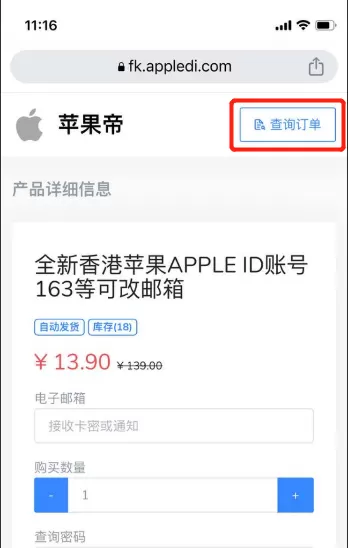 11:16
fk.appledi.com
苹果帝
查询订单
产品详细信息
全新香港苹果APPLE ID账号
163等可改邮箱
自动发货 库存(18)
¥ 13.90 ¥ 139.00
电子邮箱
接收卡密或通知
购买数量
- 1 +
查询密码